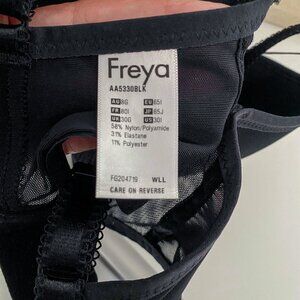 Freya
AA5330BLK
AU 8G EU 65I
FR 80I JP 65J
UK 30G US 30I
58% Nylon/Polyamide
31% Elastane
11% Polyester
FG204719 WLL
CARE ON REVERSE